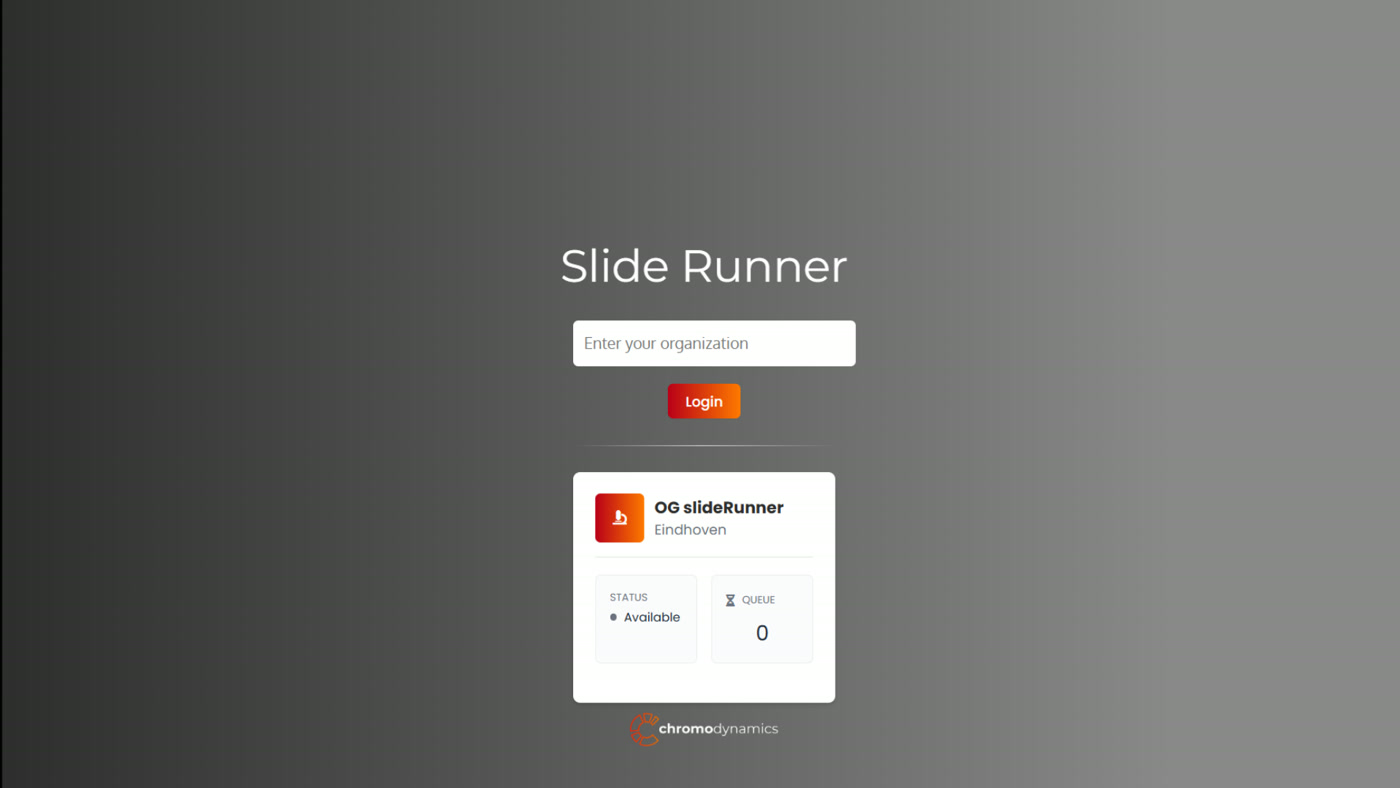 Slide Runner
Enter your organization
Login
OG slideRunner
Eindhoven
STATUS
Available
QUEUE
0
chromodynamics